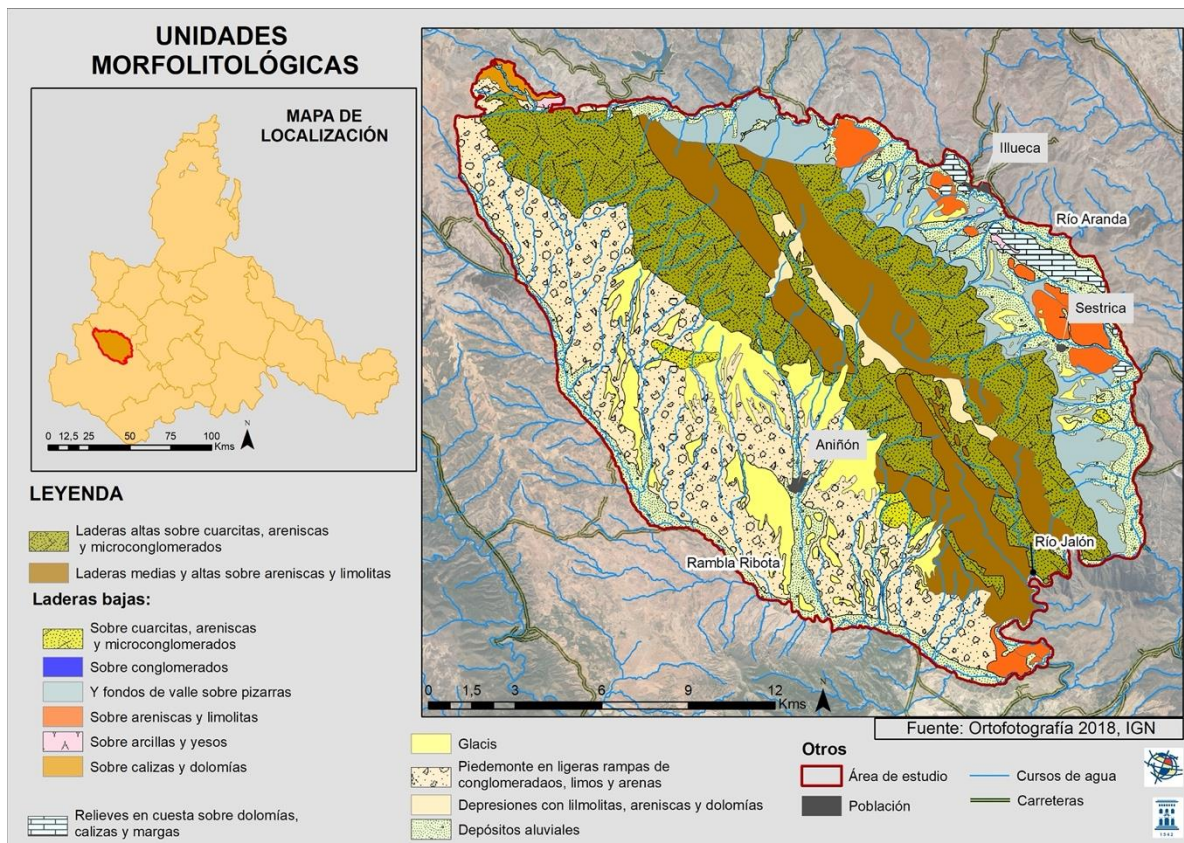 UNIDADES
MORFOLITOLÓGICAS
MAPA DE
LOCALIZACIÓN
0 12,5 25 50 75 100
Kms
N
LEYENDA
Laderas altas sobre cuarcitas, areniscas
y microconglomerados
Laderas medias y altas sobre areniscas y limolitas
Laderas bajas:
Sobre cuarcitas, areniscas
y microconglomerados
Sobre conglomerados
Y fondos de valle sobre pizarras
Sobre areniscas y limolitas
Sobre arcillas y yesos
Sobre calizas y dolomías
Relieves en cuesta sobre dolomías,
calizas y margas
Illueca
Río Aranda
Sestrica
Aniñón
Río Jalón
Rambla Ribota
0 1,5 3 6 9 12
Kms
N
Fuente: Ortofotografía 2018, IGN
Glacis
Piedemonte en ligeras rampas de
conglomeradaos, limos y arenas
Depresiones con lilmolitas, areniscas y dolomías
Depósitos aluviales
Otros
Área de estudio
Población
Cursos de agua
Carreteras
1542